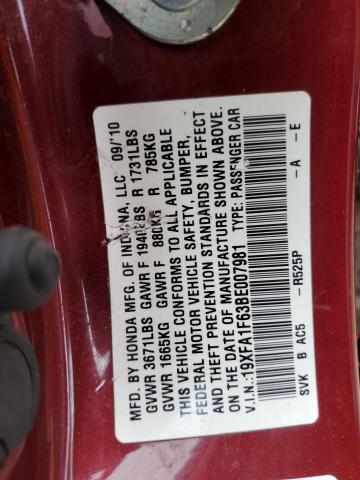 MFD. BY HONDA MFG. OF INDIANA, LLC 09/10
GVWR 3671LBS GAWR F 1940LBS R 1731LBS
GVWR 1665KG GAWR F 880KG R 785KG
THIS VEHICLE CONFORMS TO ALL APPLICABLE
FEDERAL MOTOR VEHICLE SAFETY, BUMPER,
AND THEFT PREVENTION STANDARDS IN EFFECT
ON THE DATE OF MANUFACTURE SHOWN ABOVE.
V.I.N.:19XFA1F63BE007981 TYPE: PASSENGER CAR
SVK B AC5 -R525P -A -E